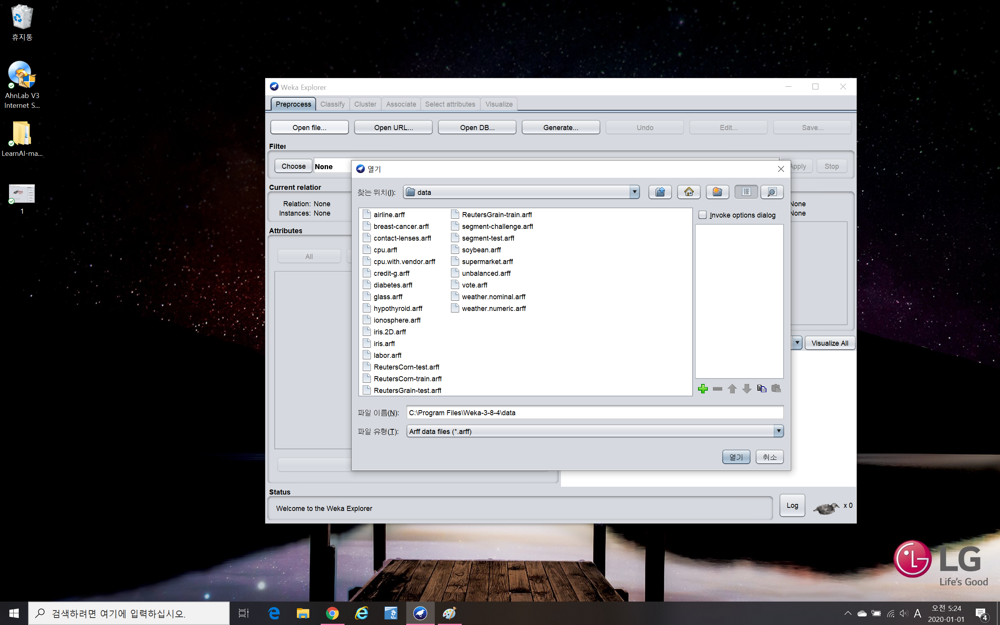 휴지통
AhnLab V3
Internet S...
LearnAI-ma...
1
Weka Explorer
Preprocess
Classify
Cluster
Associate
Select attributes
Visualize
Open file...
Open URL...
Open DB...
Generate...
Undo
Edit...
Save...
Filter
Choose
None
Apply
Stop
Current relation
Relation: None
Instances: None
None
None
Attributes
All
Visualize All
열기
찾는 위치(I):
data
airline.arff
breast-cancer.arff
contact-lenses.arff
cpu.arff
cpu.with.vendor.arff
credit-g.arff
diabetes.arff
glass.arff
hypothyroid.arff
ionosphere.arff
iris.2D.arff
iris.arff
labor.arff
ReutersCorn-test.arff
ReutersCorn-train.arff
ReutersGrain-test.arff
ReutersGrain-train.arff
segment-challenge.arff
segment-test.arff
soybean.arff
supermarket.arff
unbalanced.arff
vote.arff
weather.nominal.arff
weather.numeric.arff
Invoke options dialog
파일 이름(N):
C:\Program Files\Weka-3-8-4\data
파일 유형(T):
Arff data files (*.arff)
열기
취소
Status
Welcome to the Weka Explorer
Log
x 0
LG
Life's Good
검색하려면 여기에 입력하십시오.
한
A
오전 5:24
2020-01-01
4